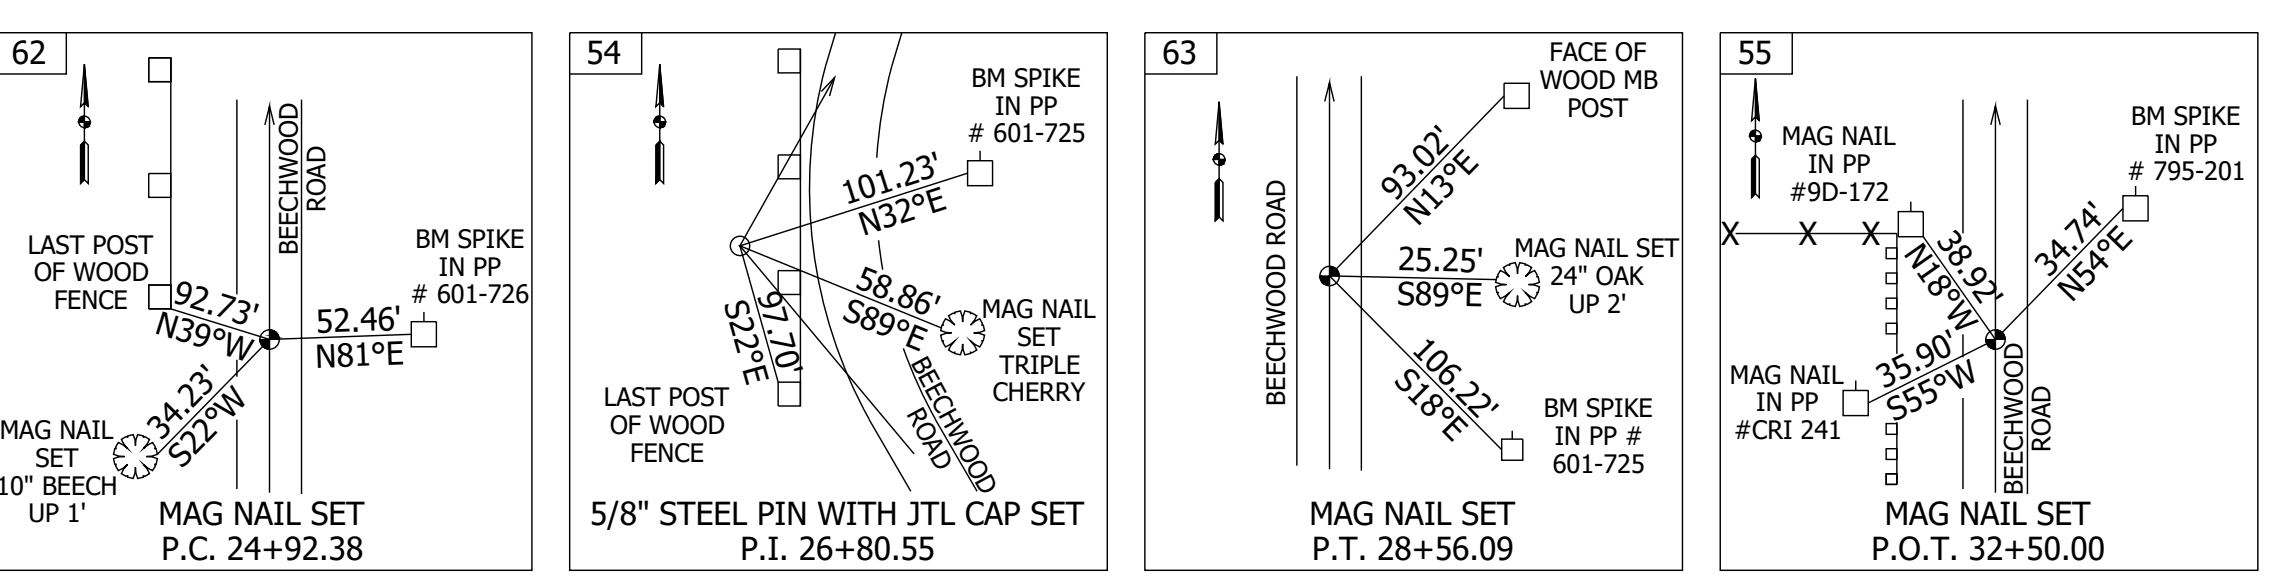 62
BEECHWOOD
ROAD
LAST POST
OF WOOD
FENCE
BM SPIKE
IN PP
# 601-726
92.73'
N39°W
52.46'
N81°E
34.23'
S22°W
MAG NAIL
SET
10" BEECH
UP 1'
MAG NAIL SET
P.C. 24+92.38
54
BM SPIKE
IN PP
# 601-725
101.23'
N32°E
58.86'
S89°E
97.70'
S22°E
MAG NAIL
SET
TRIPLE
CHERRY
LAST POST
OF WOOD
FENCE
BEECHWOOD
ROAD
5/8" STEEL PIN WITH JTL CAP SET
P.I. 26+80.55
63
FACE OF
WOOD MB
POST
93.02'
N13°E
BEECHWOOD ROAD
25.25'
S89°E
MAG NAIL SET
24" OAK
UP 2'
106.22'
S18°E
BM SPIKE
IN PP #
601-725
MAG NAIL SET
P.T. 28+56.09
55
MAG NAIL
IN PP
#9D-172
BM SPIKE
IN PP
# 795-201
X X X
38.92'
N18°W
34.74'
N54°E
35.90'
S55°W
MAG NAIL
IN PP
#CRI 241
BEECHWOOD
ROAD
MAG NAIL SET
P.O.T. 32+50.00